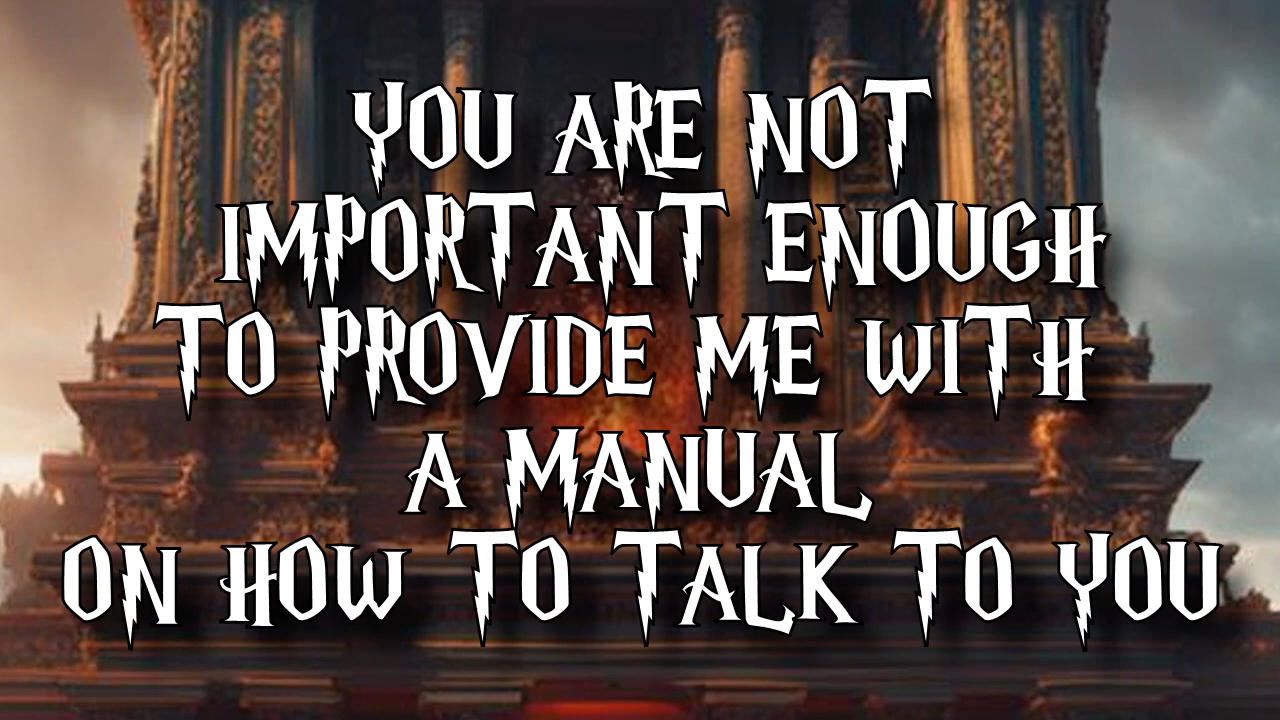 YOU ARE NOT
IMPORTANT ENOUGH
TO PROVIDE ME WITH
A MANUAL
ON HOW TO TALK TO YOU